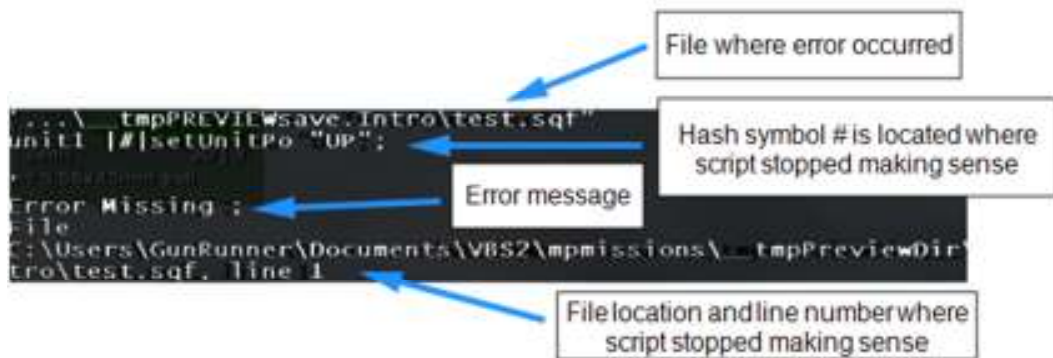 File where error occurred
"...\__tmpPREVIEWsave.Intro\test.sqf"
unit1 |#|setUnitPo "UP";
Hash symbol # is located where
script stopped making sense
Error message
Error Missing ;
File
C:\Users\GunRunner\Documents\VBS2\mpmissions\__tmpPreviewDir\
tro\test.sqf, line 1
File location and line number where
script stopped making sense